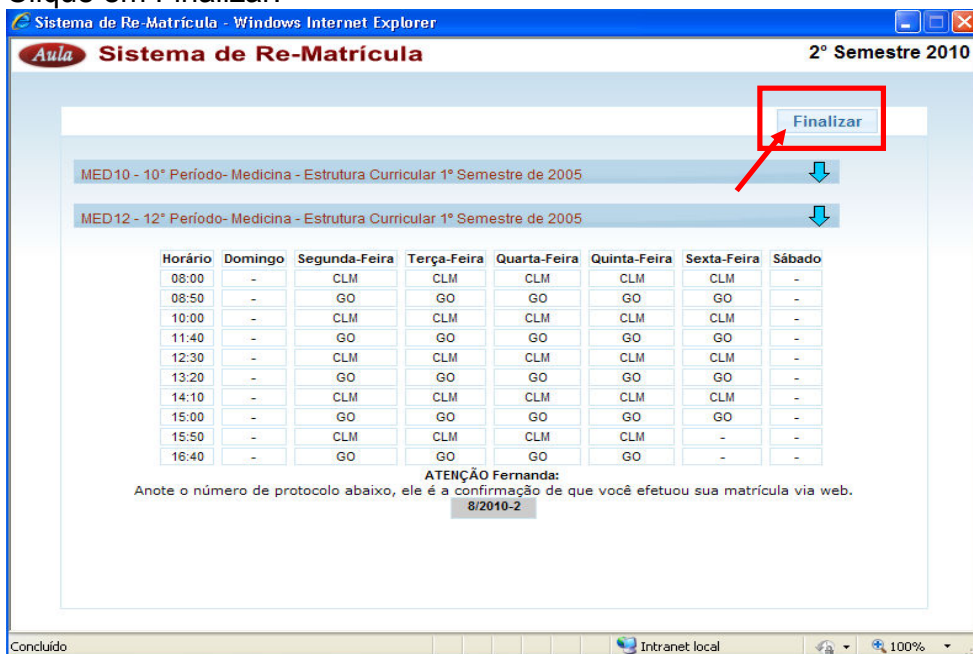 Clique em Finalizar.
Sistema de Re-Matrícula - Windows Internet Explorer
Aula Sistema de Re-Matrícula 2° Semestre 2010
Finalizar
MED10 - 10° Período- Medicina - Estrutura Curricular 1º Semestre de 2005
MED12 - 12° Período- Medicina - Estrutura Curricular 1º Semestre de 2005
Horário Domingo Segunda-Feira Terça-Feira Quarta-Feira Quinta-Feira Sexta-Feira Sábado
08:00 - CLM CLM CLM CLM CLM -
08:50 - GO GO GO GO GO -
10:00 - CLM CLM CLM CLM CLM -
11:40 - GO GO GO GO GO -
12:30 - CLM CLM CLM CLM CLM -
13:20 - GO GO GO GO GO -
14:10 - CLM CLM CLM CLM CLM -
15:00 - GO GO GO GO GO -
15:50 - CLM CLM CLM CLM - -
16:40 - GO GO GO GO - -
ATENÇÃO Fernanda:
Anote o número de protocolo abaixo, ele é a confirmação de que você efetuou sua matrícula via web.
8/2010-2
Concluído Intranet local 100%